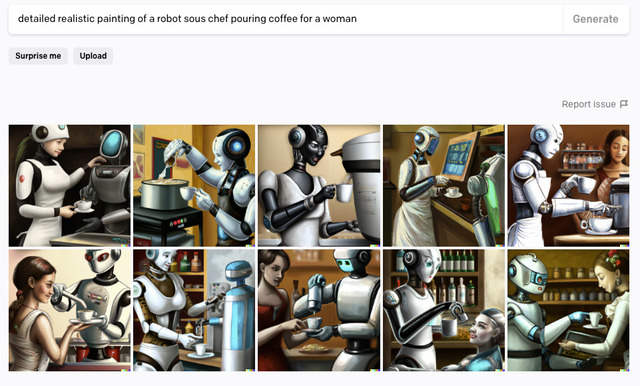 detailed realistic painting of a robot sous chef pouring coffee for a woman
Generate
Surprise me
Upload
Report issue